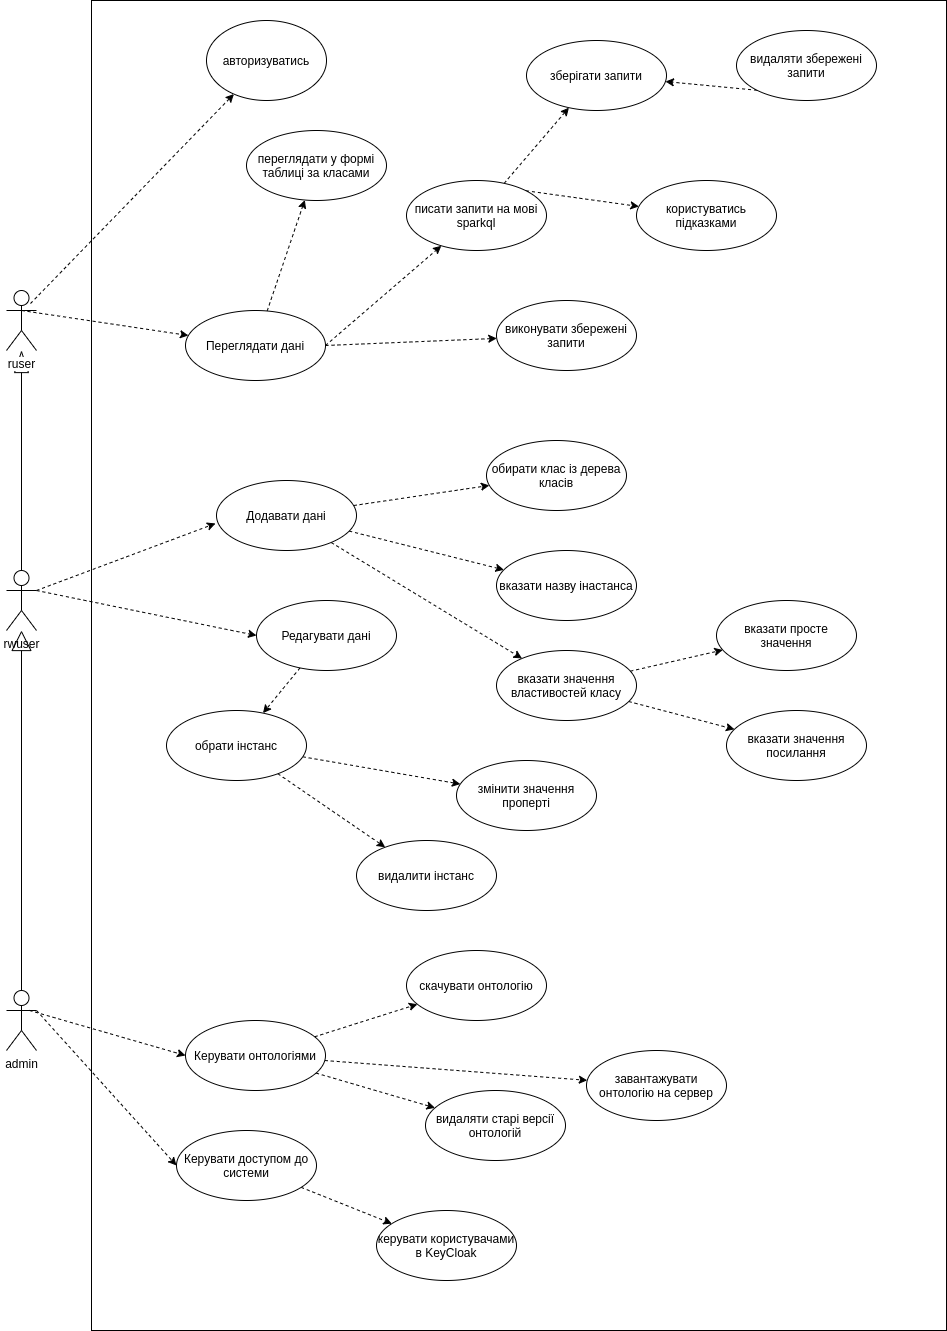 авторизуватись
зберігати запити
видаляти збережені
запити
переглядати у формі
таблиці за класами
писати запити на мові
sparkql
користуватись
підказками
ruser
Переглядати дані
виконувати збережені
запити
обирати клас із дерева
класів
Додавати дані
вказати назву інастанса
rwuser
Редагувати дані
вказати просте
значення
вказати значення
властивостей класу
обрати інстанс
вказати значення
посилання
змінити значення
проперті
видалити інстанс
скачувати онтологію
admin
Керувати онтологіями
завантажувати
онтологію на сервер
видаляти старі версії
онтологій
Керувати доступом до
системи
керувати користувачами
в KeyCloak